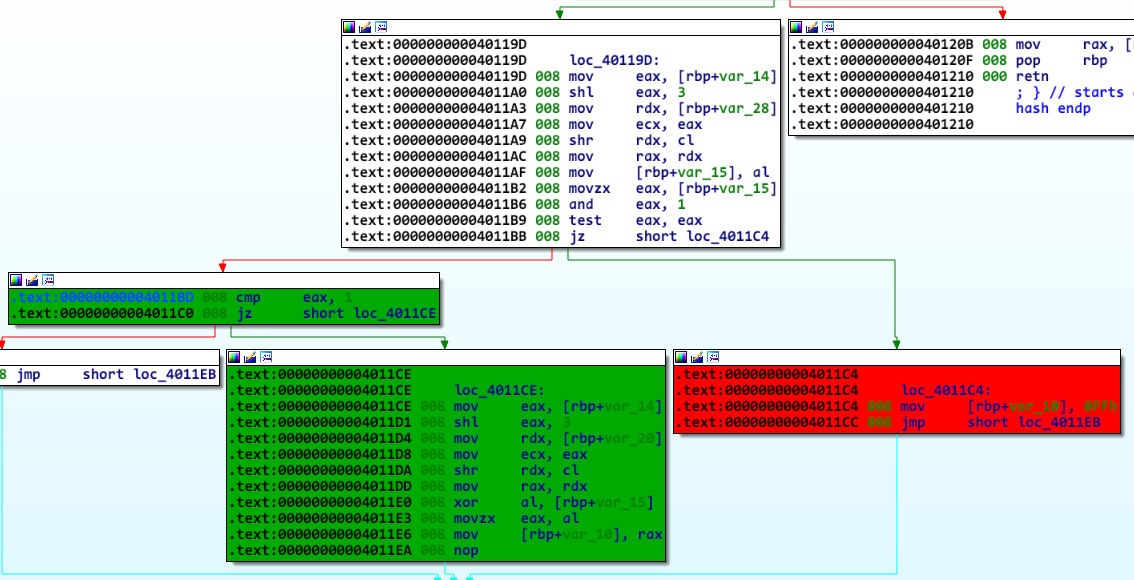 .text:000000000040119D
.text:000000000040119D loc_40119D:
.text:000000000040119D 008 mov eax, [rbp+var_14]
.text:00000000004011A0 008 shl eax, 3
.text:00000000004011A3 008 mov rdx, [rbp+var_28]
.text:00000000004011A7 008 mov ecx, eax
.text:00000000004011A9 008 shr rdx, cl
.text:00000000004011AC 008 mov rax, rdx
.text:00000000004011AF 008 mov [rbp+var_15], al
.text:00000000004011B2 008 movzx eax, [rbp+var_15]
.text:00000000004011B6 008 and eax, 1
.text:00000000004011B9 008 test eax, eax
.text:00000000004011BB 008 jz short loc_4011C4
.text:000000000040120B 008 mov rax, [
.text:000000000040120F 008 pop rbp
.text:0000000000401210 000 retn
.text:0000000000401210 ; } // starts
.text:0000000000401210 hash endp
.text:0000000000401210
.text:00000000004011BD 008 cmp eax, 1
.text:00000000004011C0 008 jz short loc_4011CE
8 jmp short loc_4011EB
.text:00000000004011CE
.text:00000000004011CE loc_4011CE:
.text:00000000004011CE 008 mov eax, [rbp+var_14]
.text:00000000004011D1 008 shl eax, 3
.text:00000000004011D4 008 mov rdx, [rbp+var_20]
.text:00000000004011D8 008 mov ecx, eax
.text:00000000004011DA 008 shr rdx, cl
.text:00000000004011DD 008 mov rax, rdx
.text:00000000004011E0 008 xor al, [rbp+var_15]
.text:00000000004011E3 008 movzx eax, al
.text:00000000004011E6 008 mov [rbp+var_10], rax
.text:00000000004011EA 008 nop
.text:00000000004011C4
.text:00000000004011C4 loc_4011C4:
.text:00000000004011C4 008 mov [rbp+var_10], 0FFh
.text:00000000004011CC 008 jmp short loc_4011EB